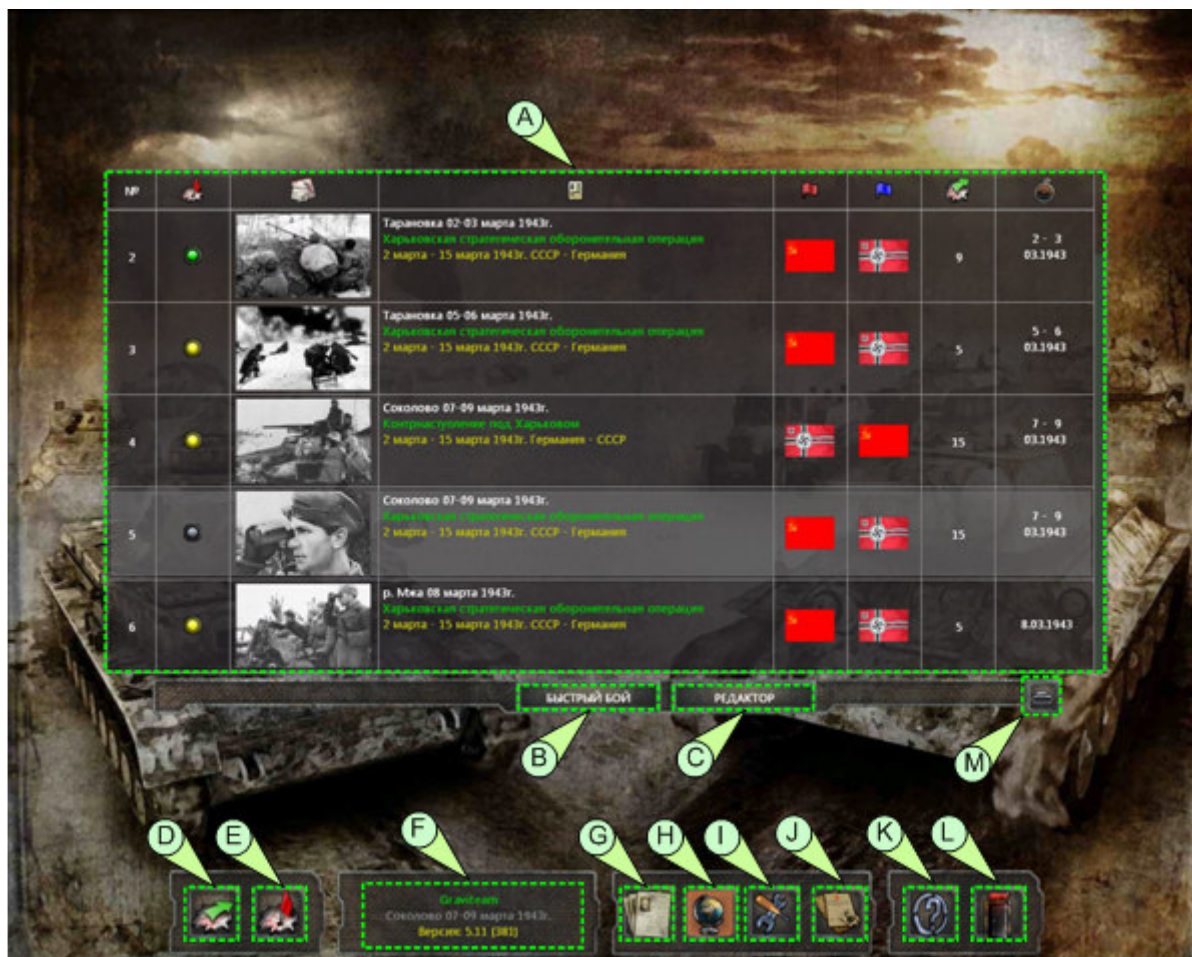 A
№
2
Тарановка 02-03 марта 1943г.
Харьковская стратегическая оборонительная операция
2 марта - 15 марта 1943г. СССР - Германия
9
2 - 3
03.1943
3
Тарановка 05-06 марта 1943г.
Харьковская стратегическая оборонительная операция
2 марта - 15 марта 1943г. СССР - Германия
5
5 - 6
03.1943
4
Соколово 07-09 марта 1943г.
Контрнаступление под Харьковом
2 марта - 15 марта 1943г. Германия - СССР
15
7 - 9
03.1943
5
Соколово 07-09 марта 1943г.
Харьковская стратегическая оборонительная операция
2 марта - 15 марта 1943г. СССР - Германия
15
7 - 9
03.1943
6
р. Мжа 08 марта 1943г.
Харьковская стратегическая оборонительная операция
2 марта - 15 марта 1943г. СССР - Германия
5
8.03.1943
БЫСТРЫЙ БОЙ
РЕДАКТОР
B
C
M
D
E
F
G
H
I
J
K
L
Graviteam
Соколово 07-09 марта 1943г.
Версия: 5.11 (381)